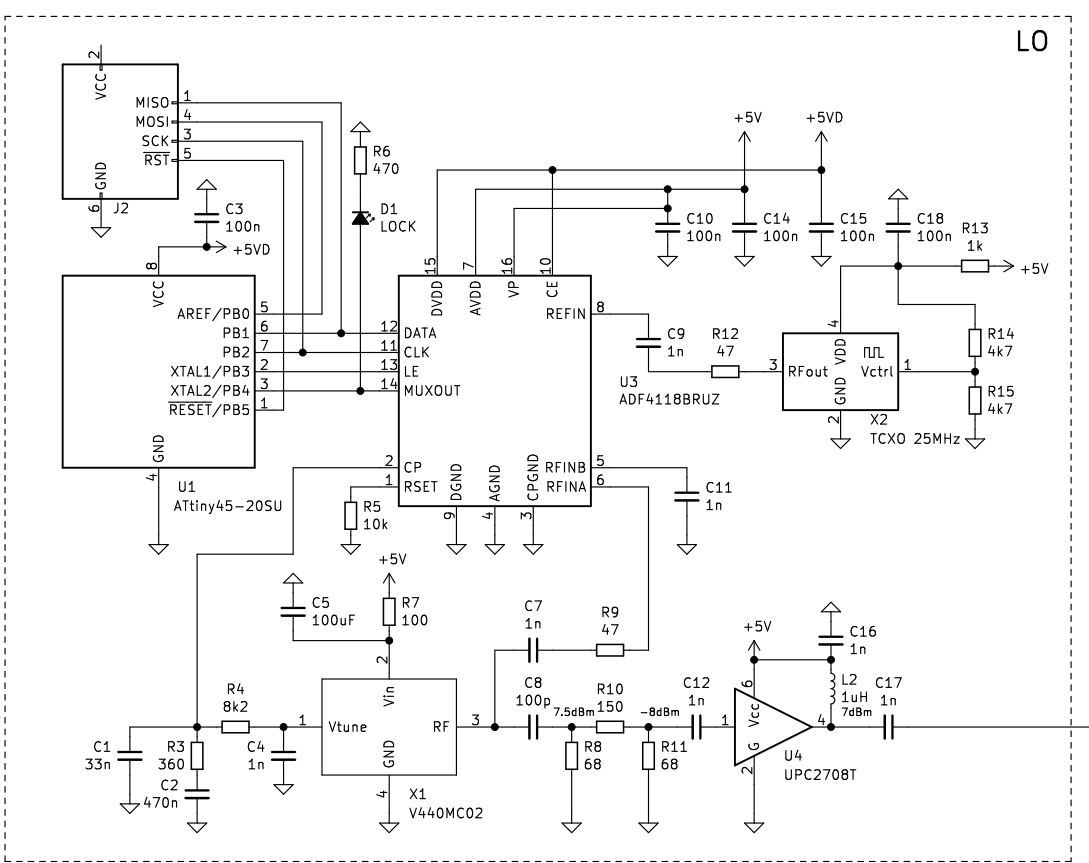 LO
2
VCC
MISO 1
MOSI 4
SCK 3
RST 5
GND
6
J2
C3
100n
+5VD
R6
470
D1
LOCK
8
VCC
AREF/PB0 5
PB1 6
PB2 7
XTAL1/PB3 2
XTAL2/PB4 3
RESET/PB5 1
GND
4
U1
ATtiny45-20SU
15
DVDD
7
AVDD
16
VP
10
CE
12 DATA
11 CLK
13 LE
14 MUXOUT
2 CP
1 RSET
REFIN 8
RFINB 5
RFINA 6
DGND
9
AGND
4
CPGND
3
U3
ADF4118BRUZ
+5V
+5VD
C10
100n
C14
100n
C15
100n
C18
100n
R13
1k
+5V
C9
1n
R12
47
4
VDD
3 RFout
Vctrl 1
GND
2
X2
TCXO 25MHz
R14
4k7
R15
4k7
R5
10k
C11
1n
+5V
C5
100uF
R7
100
2
Vin
1 Vtune
RF 3
GND
4
X1
V440MC02
R4
8k2
C1
33n
R3
360
C2
470n
C4
1n
C7
1n
R9
47
C8
100p
7.5dBm
R10
150
-8dBm
R8
68
R11
68
C12
1n
+5V
6
Vcc
1
4
G
2
U4
UPC2708T
C16
1n
L2
1uH
7dBm
C17
1n